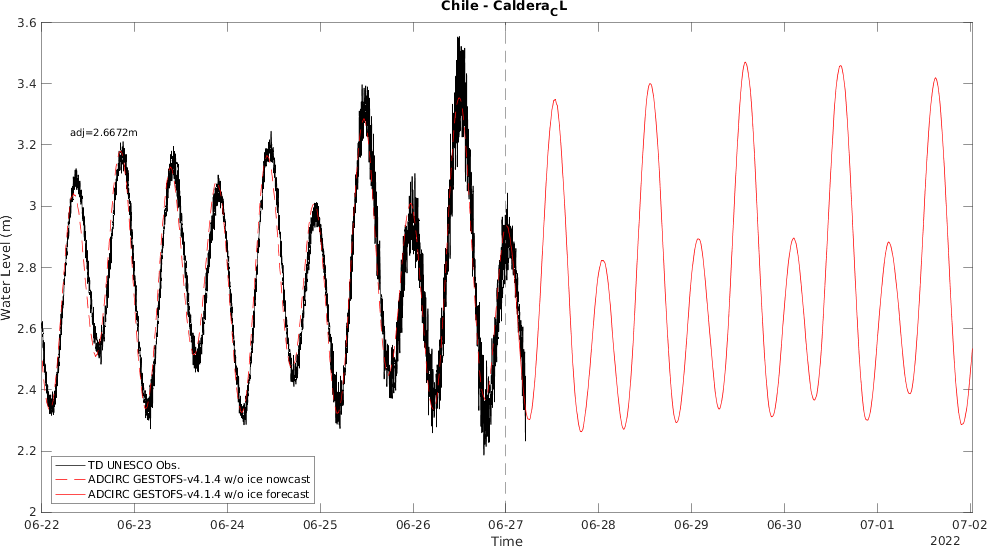 Chile - Caldera_CL
3.6
3.4
3.2
3
2.8
2.6
2.4
2.2
2
Water Level (m)
adj=2.6672m
TD UNESCO Obs.
ADCIRC GESTOFS-v4.1.4 w/o ice nowcast
ADCIRC GESTOFS-v4.1.4 w/o ice forecast
06-22 06-23 06-24 06-25 06-26 06-27 06-28 06-29 06-30 07-01 07-02
Time
2022